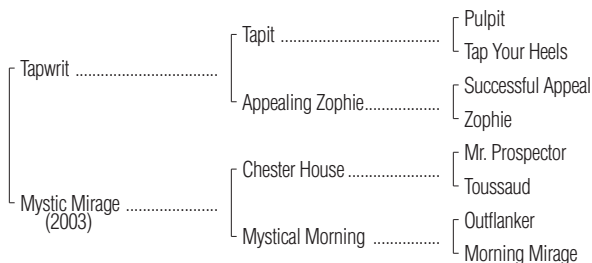 Pulpit
Tapit ........................................
Tap Your Heels
Tapwrit ....................................
Successful Appeal
Appealing Zophie...................
Zophie
Mr. Prospector
Chester House .......................
Toussaud
Mystic Mirage .......................
(2003)
Outflanker
Mystical Morning .................
Morning Mirage